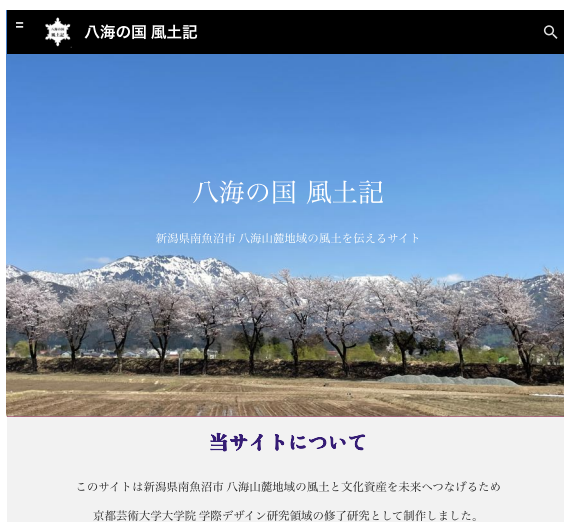 八海の国 風土記
八海の国 風土記
新潟県南魚沼市 八海山麓地域の風土を伝えるサイト
当サイトについて
このサイトは新潟県南魚沼市 八海山麓地域の風土と文化資産を未来へつなげるため
京都芸術大学大学院 学際デザイン研究領域の修了研究として制作しました。